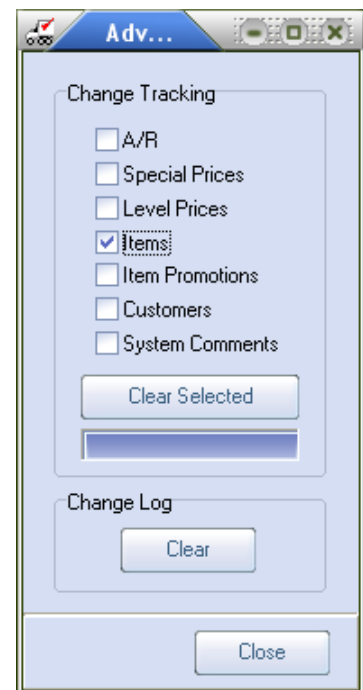 Adv...
Change Tracking
A/R
Special Prices
Level Prices
Items
Item Promotions
Customers
System Comments
Clear Selected
Change Log
Clear
Close